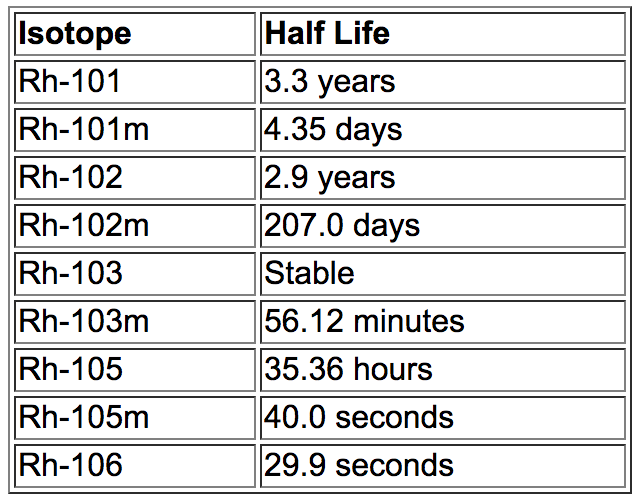 Isotope Half Life
Rh-101 3.3 years
Rh-101m 4.35 days
Rh-102 2.9 years
Rh-102m 207.0 days
Rh-103 Stable
Rh-103m 56.12 minutes
Rh-105 35.36 hours
Rh-105m 40.0 seconds
Rh-106 29.9 seconds